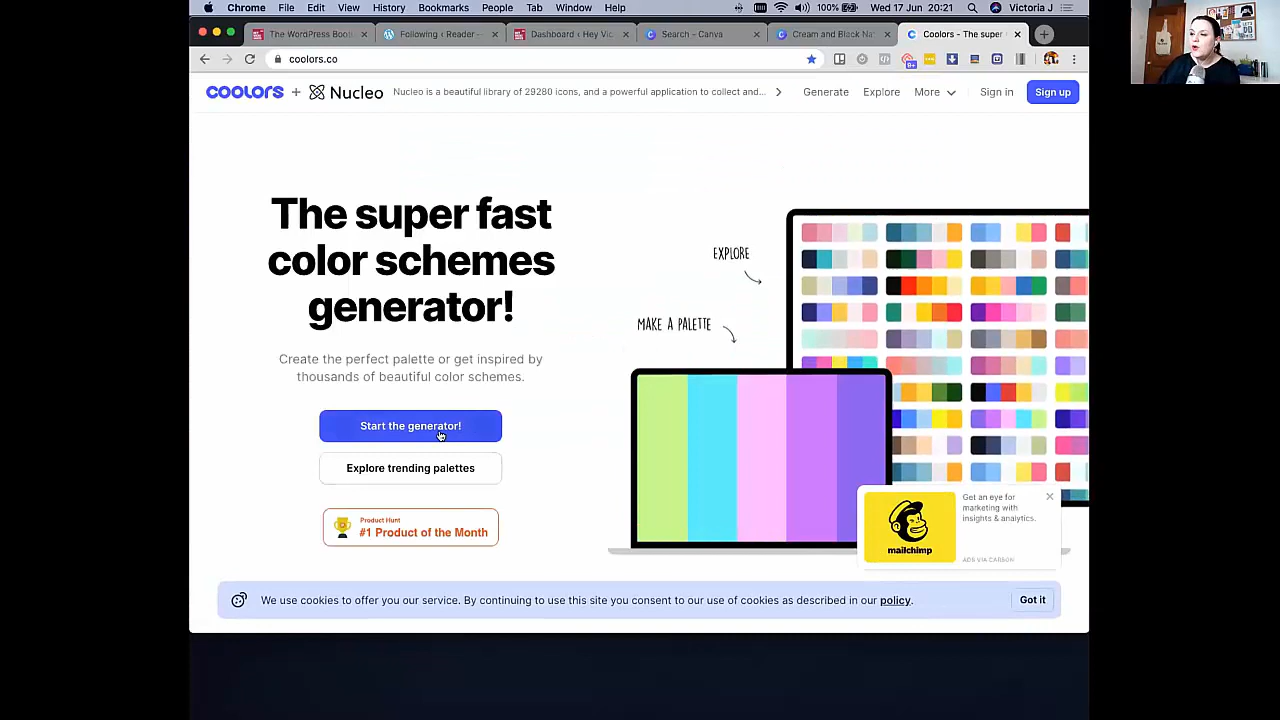 Chrome File Edit View History Bookmarks People Tab Window Help 100% Wed 17 Jun 20:21 Victoria J
The WordPress Boo
Following ‹ Reader —
Dashboard ‹ Hey Vic
Search – Canva
Cream and Black Na
Coolors - The super
coolors.co
coolors + Nucleo Nucleo is a beautiful library of 29280 icons, and a powerful application to collect and... Generate Explore More Sign in Sign up
The super fast
color schemes
generator!
Create the perfect palette or get inspired by
thousands of beautiful color schemes.
Start the generator!
Explore trending palettes
Product Hunt
#1 Product of the Month
EXPLORE
MAKE A PALETTE
mailchimp
Get an eye for
marketing with
insights & analytics.
ADS VIA CARBON
We use cookies to offer you our service. By continuing to use this site you consent to our use of cookies as described in our policy.
Got it